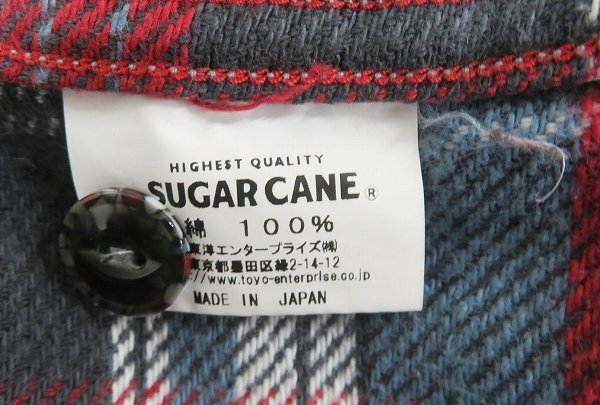 HIGHEST QUALITY
SUGAR CANE ®
綿 100%
東洋エンタープライズ(株)
東京都墨田区緑2-14-12
://www.toyo-enterprise.co.jp
MADE IN JAPAN